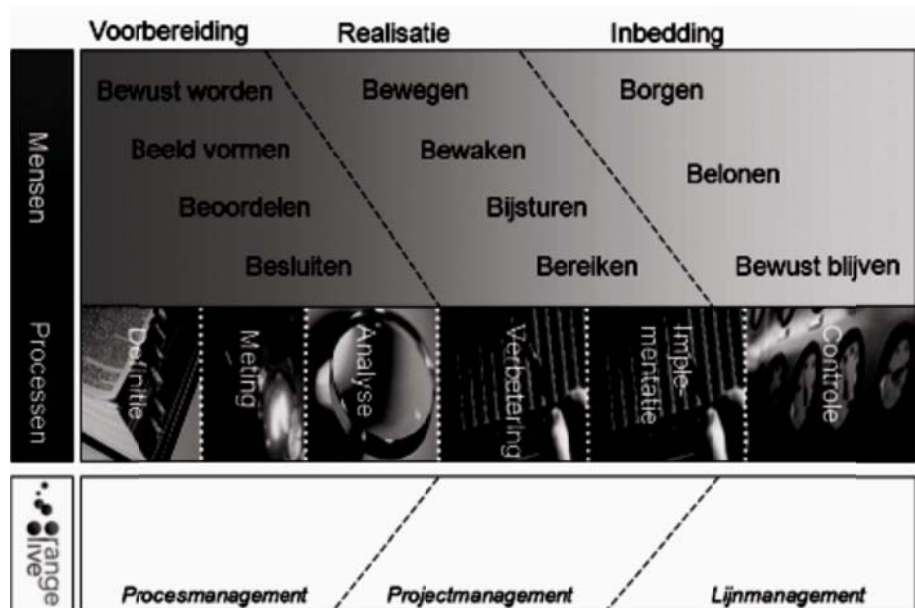 Voorbereiding Realisatie Inbedding
Mensen
Bewust worden Bewegen Borgen
Beeld vormen Bewaken
Belonen
Beoordelen Bijsturen
Besluiten Bereiken Bewust blijven
Processen
Definitie
Meting
Analyse
Verbetering
Imple-
mentatie
Controle
range
live
Procesmanagement Projectmanagement Lijnmanagement